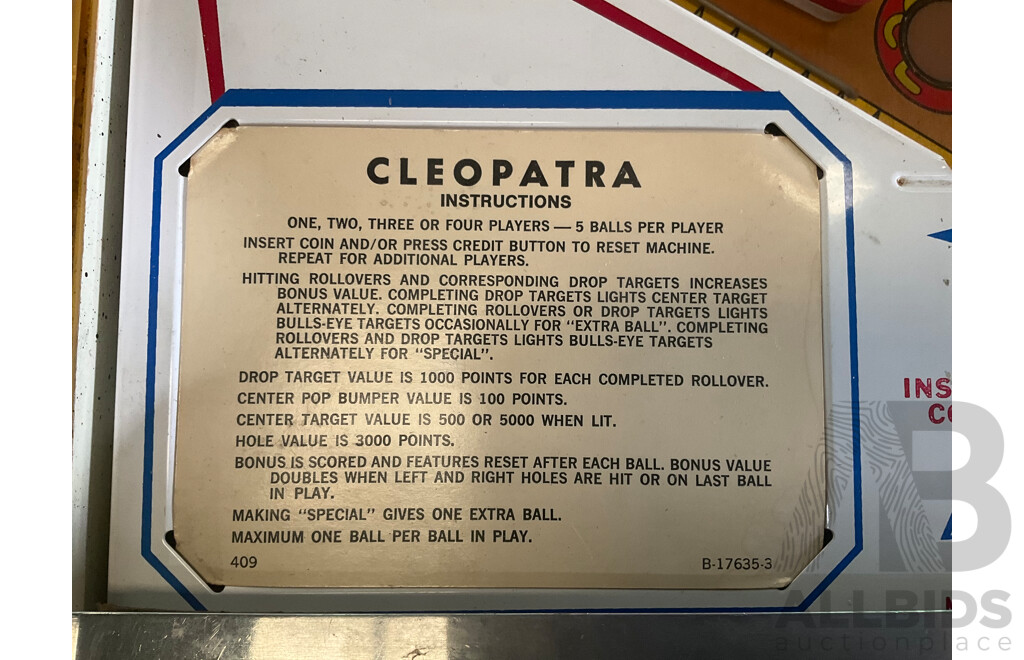 CLEOPATRA
INSTRUCTIONS
ONE, TWO, THREE OR FOUR PLAYERS — 5 BALLS PER PLAYER
INSERT COIN AND/OR PRESS CREDIT BUTTON TO RESET MACHINE.
REPEAT FOR ADDITIONAL PLAYERS.
HITTING ROLLOVERS AND CORRESPONDING DROP TARGETS INCREASES
BONUS VALUE. COMPLETING DROP TARGETS LIGHTS CENTER TARGET
ALTERNATELY. COMPLETING ROLLOVERS OR DROP TARGETS LIGHTS
BULLS-EYE TARGETS OCCASIONALLY FOR "EXTRA BALL". COMPLETING
ROLLOVERS AND DROP TARGETS LIGHTS BULLS-EYE TARGETS
ALTERNATELY FOR "SPECIAL".
DROP TARGET VALUE IS 1000 POINTS FOR EACH COMPLETED ROLLOVER.
CENTER POP BUMPER VALUE IS 100 POINTS.
CENTER TARGET VALUE IS 500 OR 5000 WHEN LIT.
HOLE VALUE IS 3000 POINTS.
BONUS IS SCORED AND FEATURES RESET AFTER EACH BALL. BONUS VALUE
DOUBLES WHEN LEFT AND RIGHT HOLES ARE HIT OR ON LAST BALL
IN PLAY.
MAKING "SPECIAL" GIVES ONE EXTRA BALL.
MAXIMUM ONE BALL PER BALL IN PLAY.
409 B-17635-3
INS
CO
AB
ALLBIDS
auctionplace